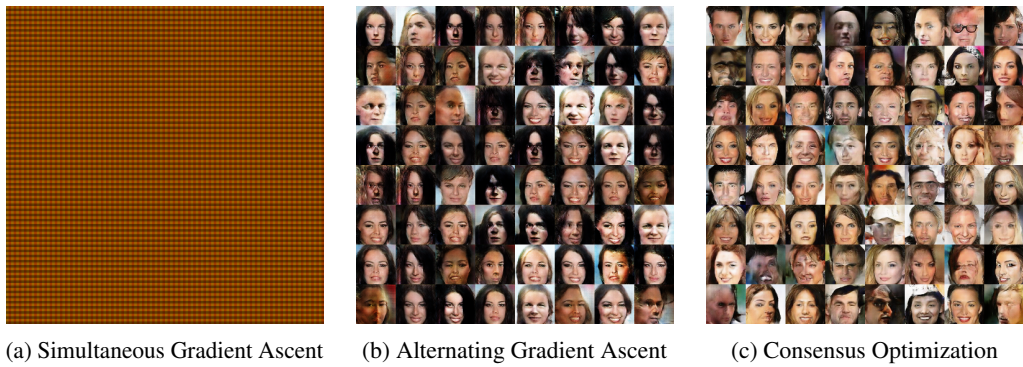 (a) Simultaneous Gradient Ascent
(b) Alternating Gradient Ascent
(c) Consensus Optimization